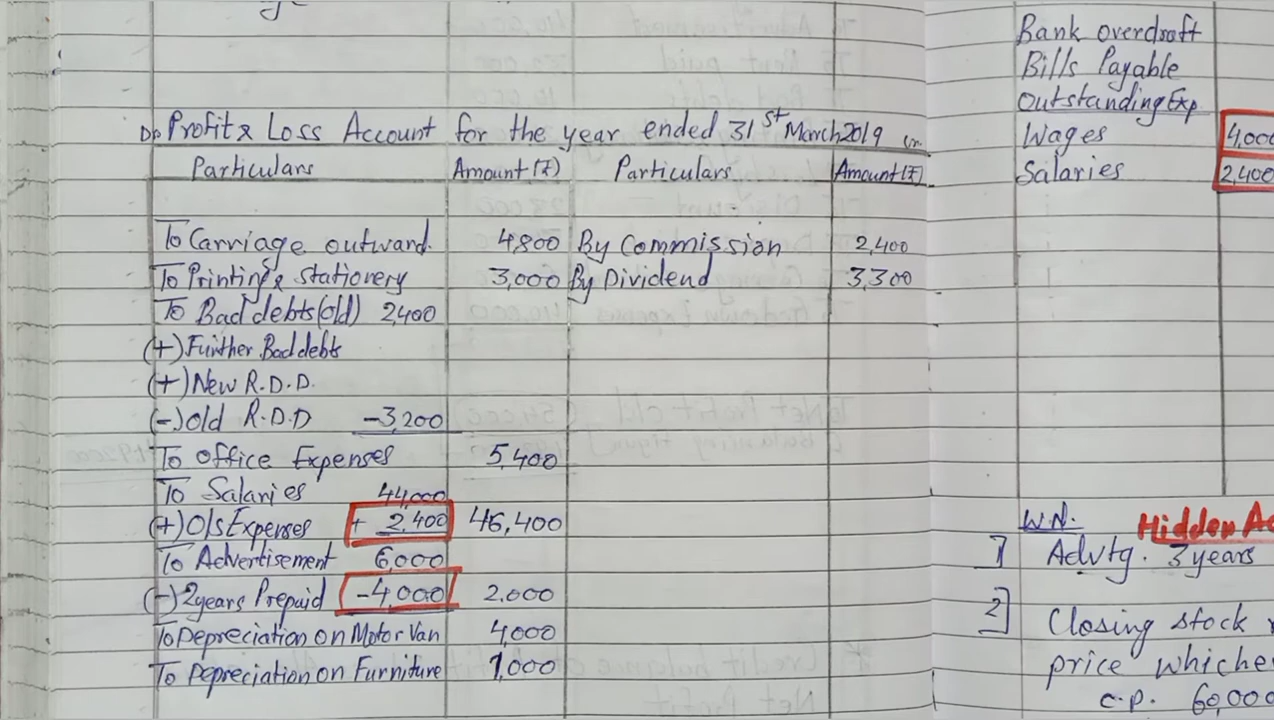 Dr Profit & Loss Account for the year ended 31st March 2019 Cr
Particulars Amount (₹) Particulars Amount (₹)
To Carriage outward. 4,800 By Commission 2,400
To Printing & Stationery 3,000 By Dividend 3,300
To Bad debts (old) 2,400
(+) Further Bad debts
(+) New R.D.D.
(-) Old R.D.D -3,200
To Office Expenses 5,400
To Salaries 44,000
(+) O/s Expenses + 2,400 46,400
To Advertisement 6,000
(-) 2 years Prepaid -4,000 2,000
To Depreciation on Motor Van 4,000
To Depreciation on Furniture 1,000
Bank overdraft
Bills Payable
Outstanding Exp
Wages 4,000
Salaries 2,400
W.N. Hidden A
1] Advtg. 3 years
2] Closing stock
price whiche
c.p. 60,000